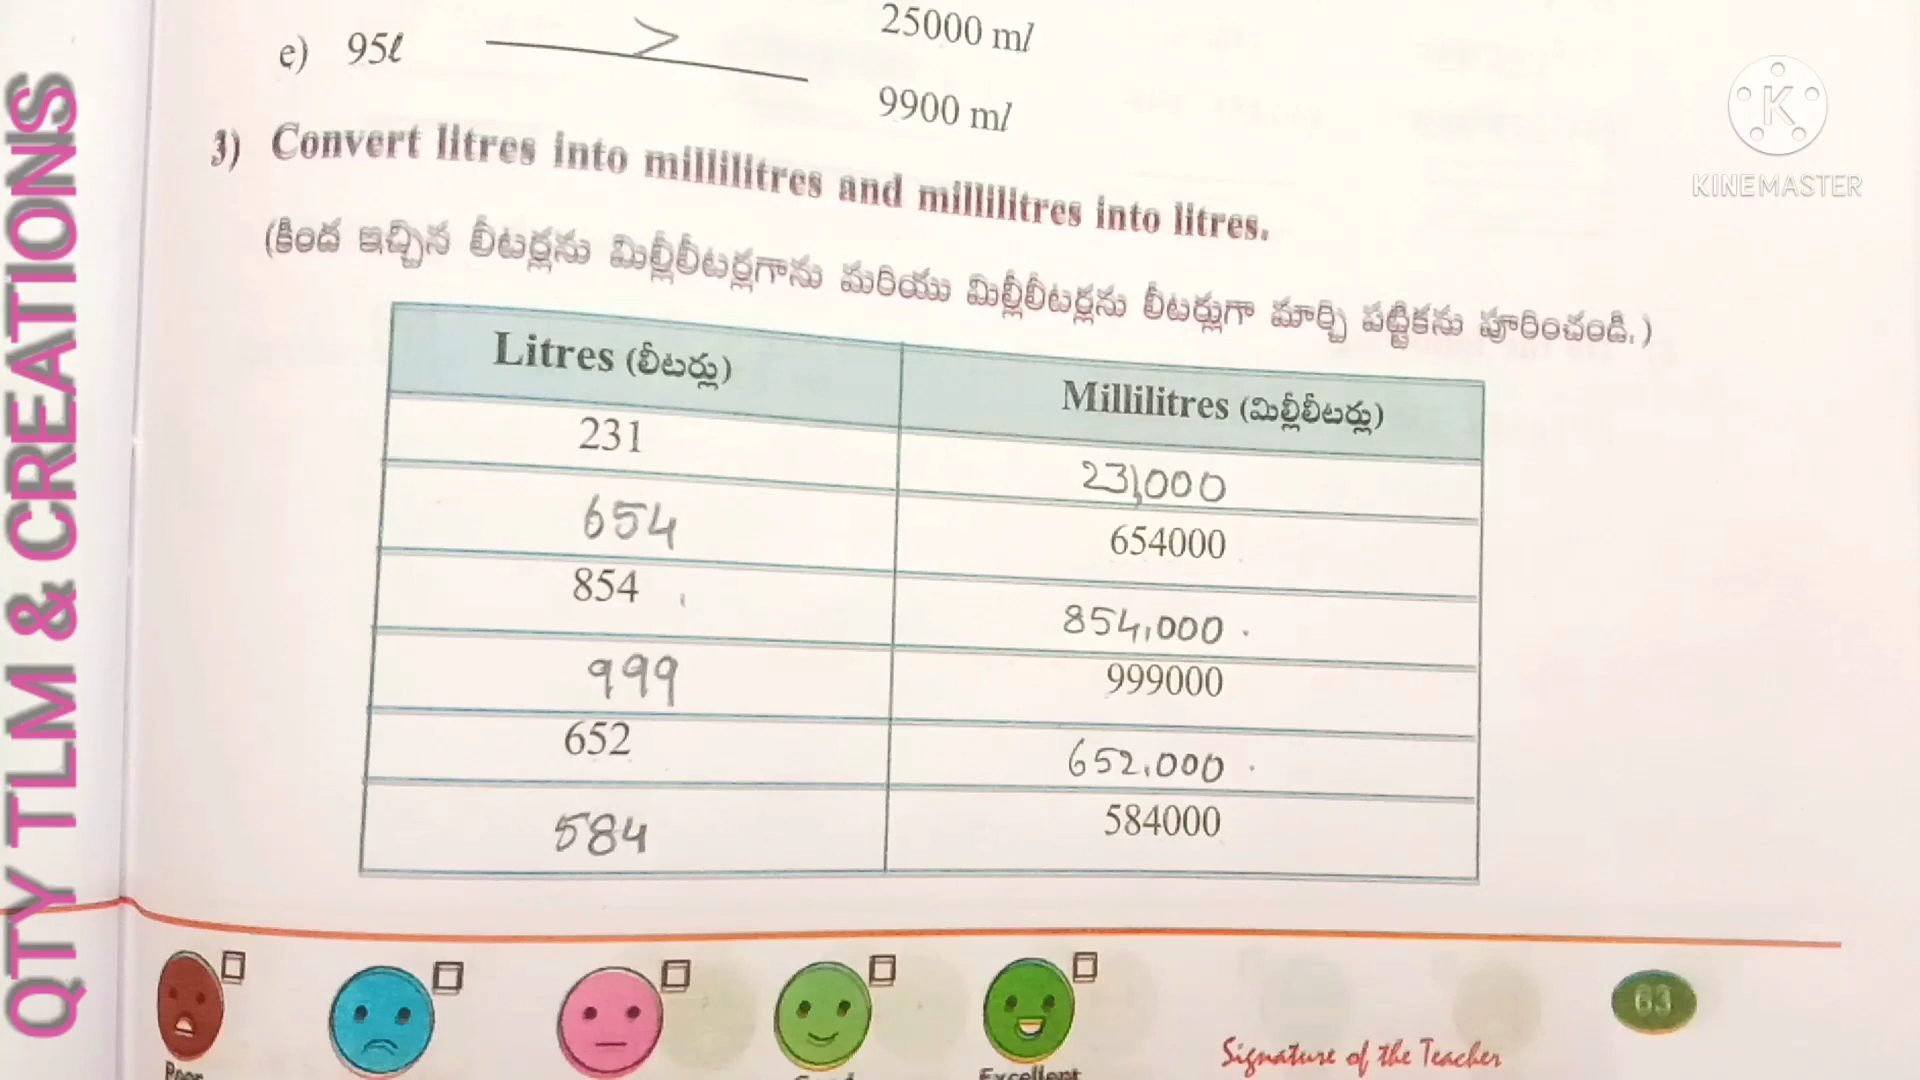 QTY TLM & CREATIONS
KINEMASTER
25000 ml
e) 95ℓ > 9900 ml
3) Convert litres into millilitres and millilitres into litres.
(కింద ఇచ్చిన లీటర్లను మిల్లీలీటర్లగాను మరియు మిల్లీలీటర్లను లీటర్లుగా మార్చి పట్టికను పూరించండి.)
Litres (లీటర్లు) Millilitres (మిల్లీలీటర్లు)
231 231,000
654 654000
854 854,000
999 999000
652 652,000
584 584000
63
Signature of the Teacher
Poor Good Excellent